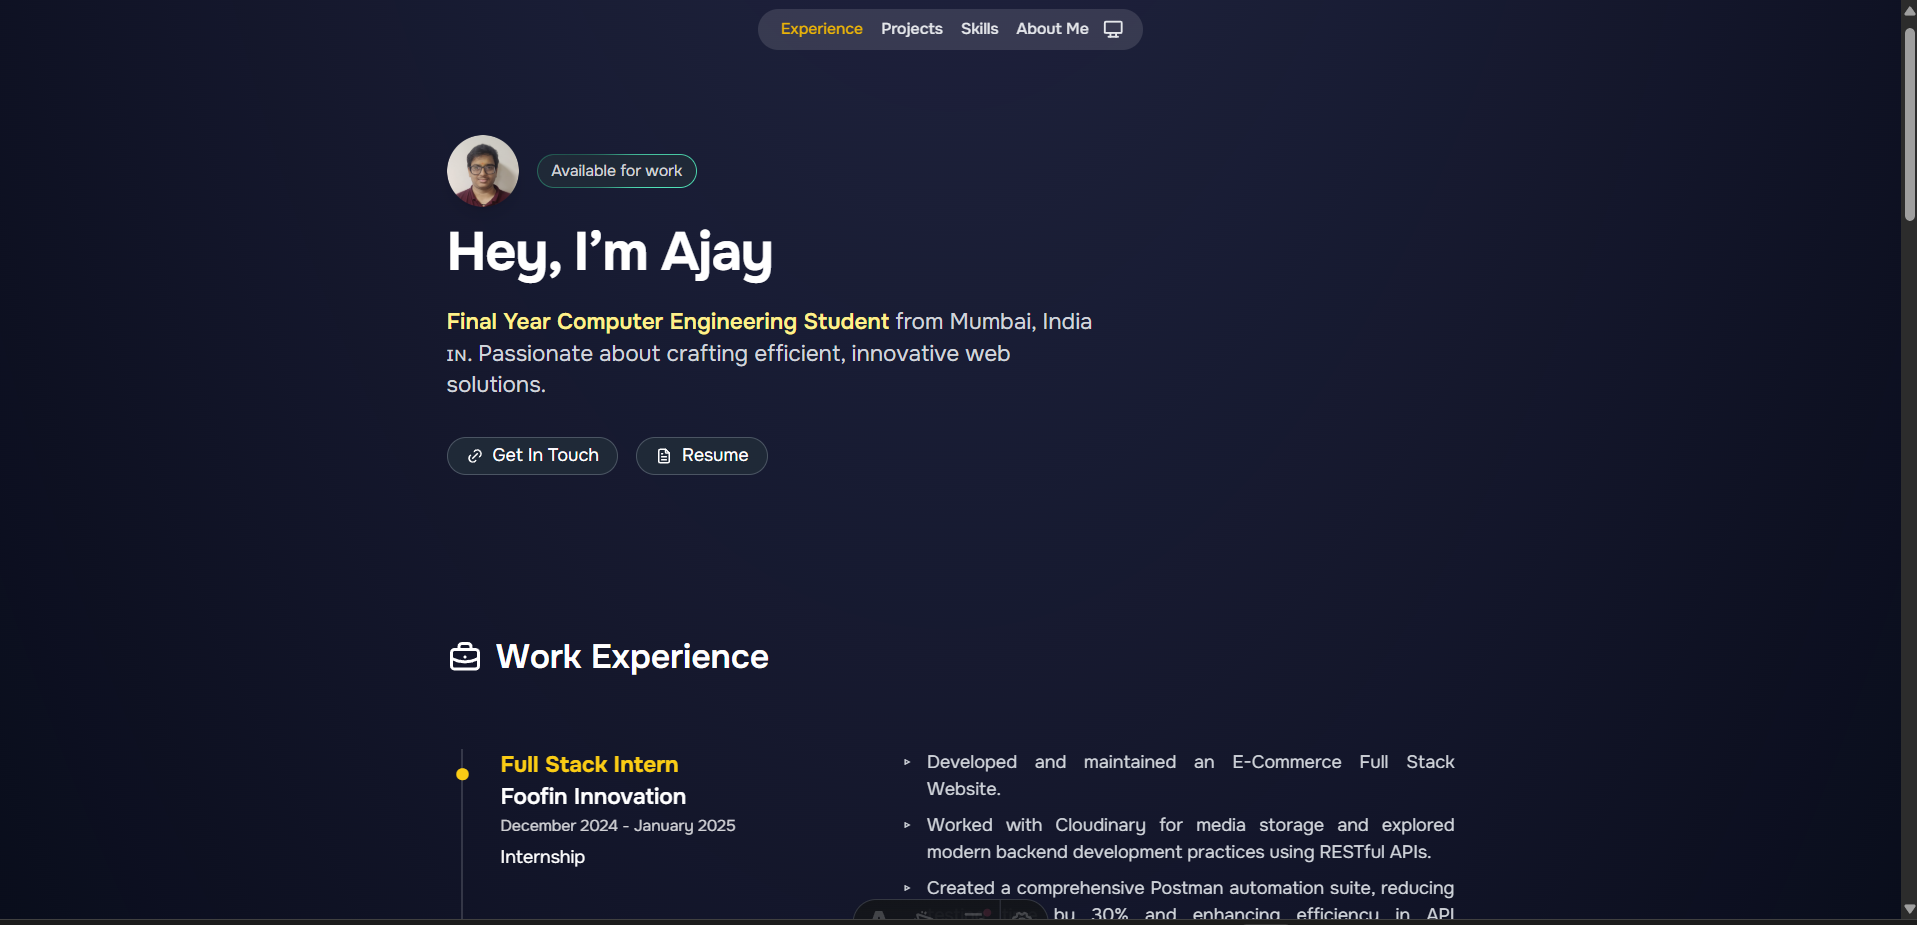 Experience Projects Skills About Me
Available for work
Hey, I’m Ajay
Final Year Computer Engineering Student from Mumbai, India
IN. Passionate about crafting efficient, innovative web
solutions.
Get In Touch Resume
Work Experience
Full Stack Intern
Foofin Innovation
December 2024 - January 2025
Internship
▹ Developed and maintained an E-Commerce Full Stack
Website.
▹ Worked with Cloudinary for media storage and explored
modern backend development practices using RESTful APIs.
▹ Created a comprehensive Postman automation suite, reducing
by 30% and enhancing efficiency in API